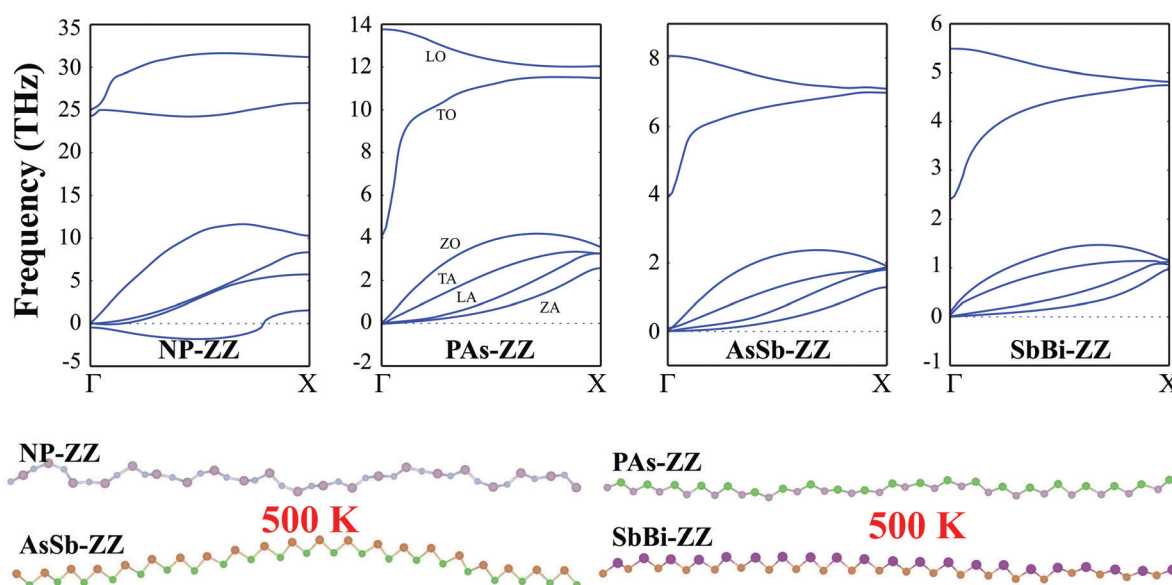 Frequency (THz)
35
30
25
20
15
10
5
0
-5
Γ
X
NP-ZZ
14
12
10
8
6
4
2
0
-2
LO
TO
ZO
TA
LA
ZA
PAs-ZZ
Γ
X
8
6
4
2
0
AsSb-ZZ
Γ
X
6
5
4
3
2
1
0
-1
SbBi-ZZ
Γ
X
NP-ZZ
PAs-ZZ
500 K
500 K
AsSb-ZZ
SbBi-ZZ